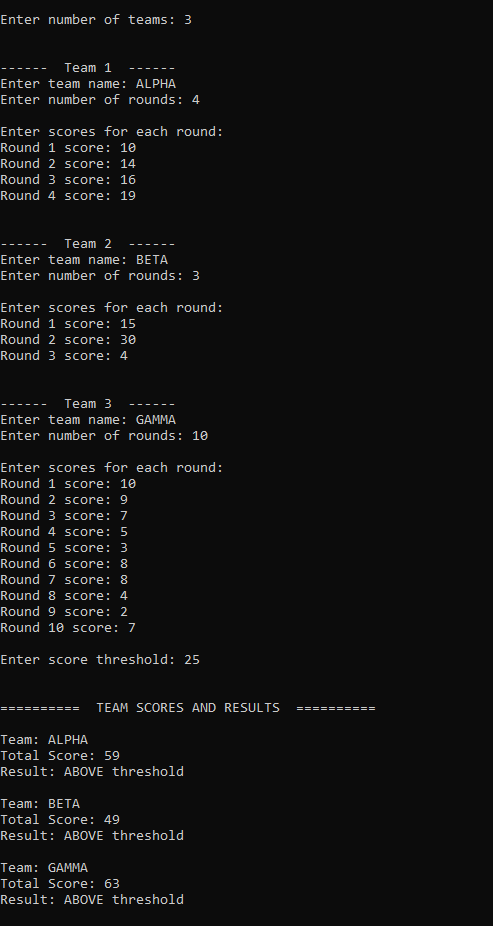 Enter number of teams: 3
------  Team 1  ------
Enter team name: ALPHA
Enter number of rounds: 4
Enter scores for each round:
Round 1 score: 10
Round 2 score: 14
Round 3 score: 16
Round 4 score: 19
------  Team 2  ------
Enter team name: BETA
Enter number of rounds: 3
Enter scores for each round:
Round 1 score: 15
Round 2 score: 30
Round 3 score: 4
------  Team 3  ------
Enter team name: GAMMA
Enter number of rounds: 10
Enter scores for each round:
Round 1 score: 10
Round 2 score: 9
Round 3 score: 7
Round 4 score: 5
Round 5 score: 3
Round 6 score: 8
Round 7 score: 8
Round 8 score: 4
Round 9 score: 2
Round 10 score: 7
Enter score threshold: 25
==========  TEAM SCORES AND RESULTS  ==========
Team: ALPHA
Total Score: 59
Result: ABOVE threshold
Team: BETA
Total Score: 49
Result: ABOVE threshold
Team: GAMMA
Total Score: 63
Result: ABOVE threshold